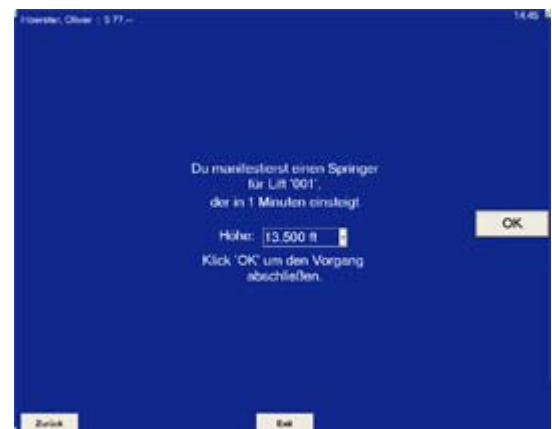 Hoerster, Oliver : S 77,--
14:45
Du manifestierst einen Springer
für Lift '001',
der in 1 Minuten einsteigt.
Höhe: 13.500 ft
OK
Klick 'OK' um den Vorgang
abschließen.
Zurück
Exit